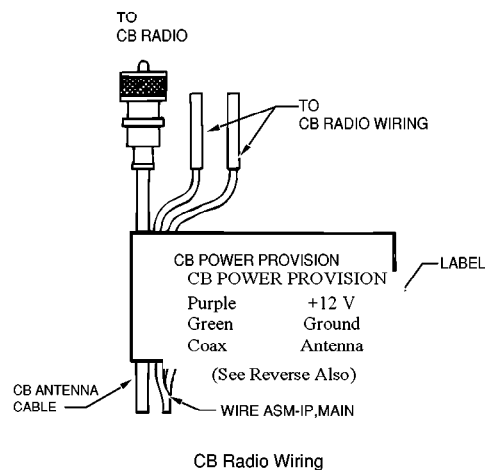 TO
CB RADIO
TO
CB RADIO WIRING
CB POWER PROVISION
CB POWER PROVISION
LABEL
Purple +12 V
Green Ground
Coax Antenna
(See Reverse Also)
CB ANTENNA
CABLE
WIRE ASM-IP,MAIN
CB Radio Wiring